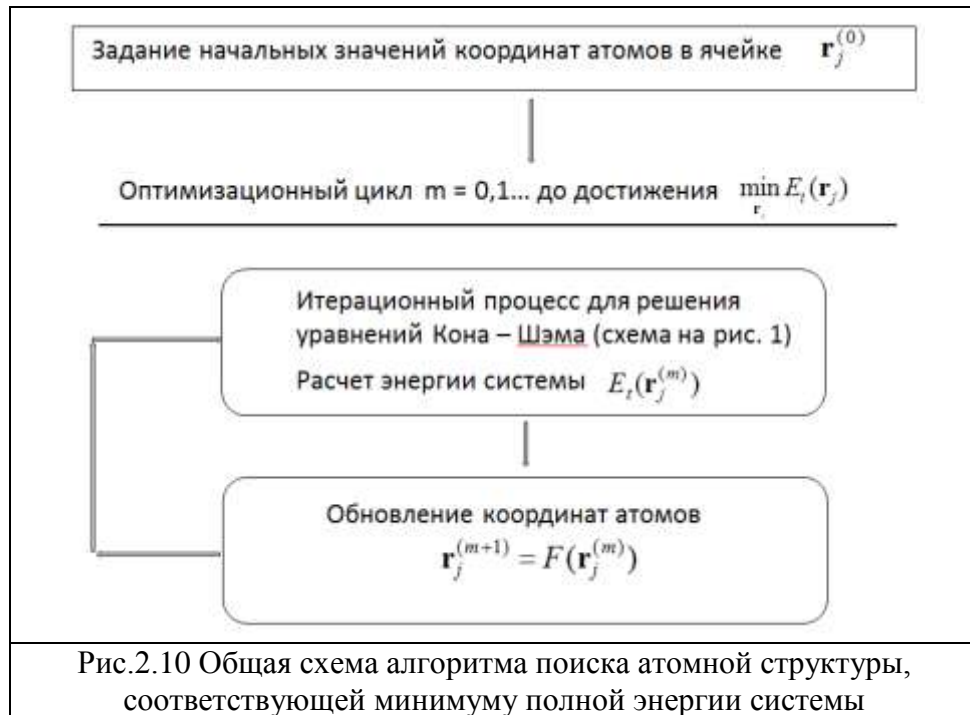 Задание начальных значений координат атомов в ячейке r_j^(0)
Оптимизационный цикл m = 0,1... до достижения min_{r_j} E_t(r_j)
Итерационный процесс для решения
уравнений Кона – Шэма (схема на рис. 1)
Расчет энергии системы E_t(r_j^(m))
Обновление координат атомов
r_j^(m+1) = F(r_j^(m))
Рис.2.10 Общая схема алгоритма поиска атомной структуры,
соответствующей минимуму полной энергии системы